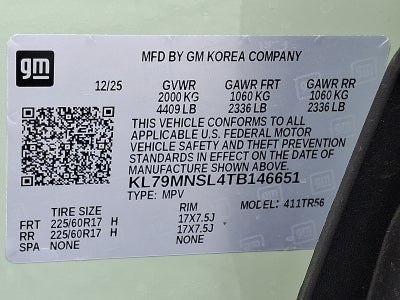 gm
MFD BY GM KOREA COMPANY
12/25 GVWR GAWR FRT GAWR RR
2000 KG 1060 KG 1060 KG
4409 LB 2336 LB 2336 LB
THIS VEHICLE CONFORMS TO ALL
APPLICABLE U.S. FEDERAL MOTOR
VEHICLE SAFETY AND THEFT PREVENTION
STANDARDS IN EFFECT ON THE DATE OF
MANUFACTURE SHOWN ABOVE.
KL79MNSL4TB146651
TYPE: MPV MODEL: 411TR56
TIRE SIZE RIM
FRT 225/60R17 H 17X7.5J
RR 225/60R17 H 17X7.5J
SPA NONE NONE